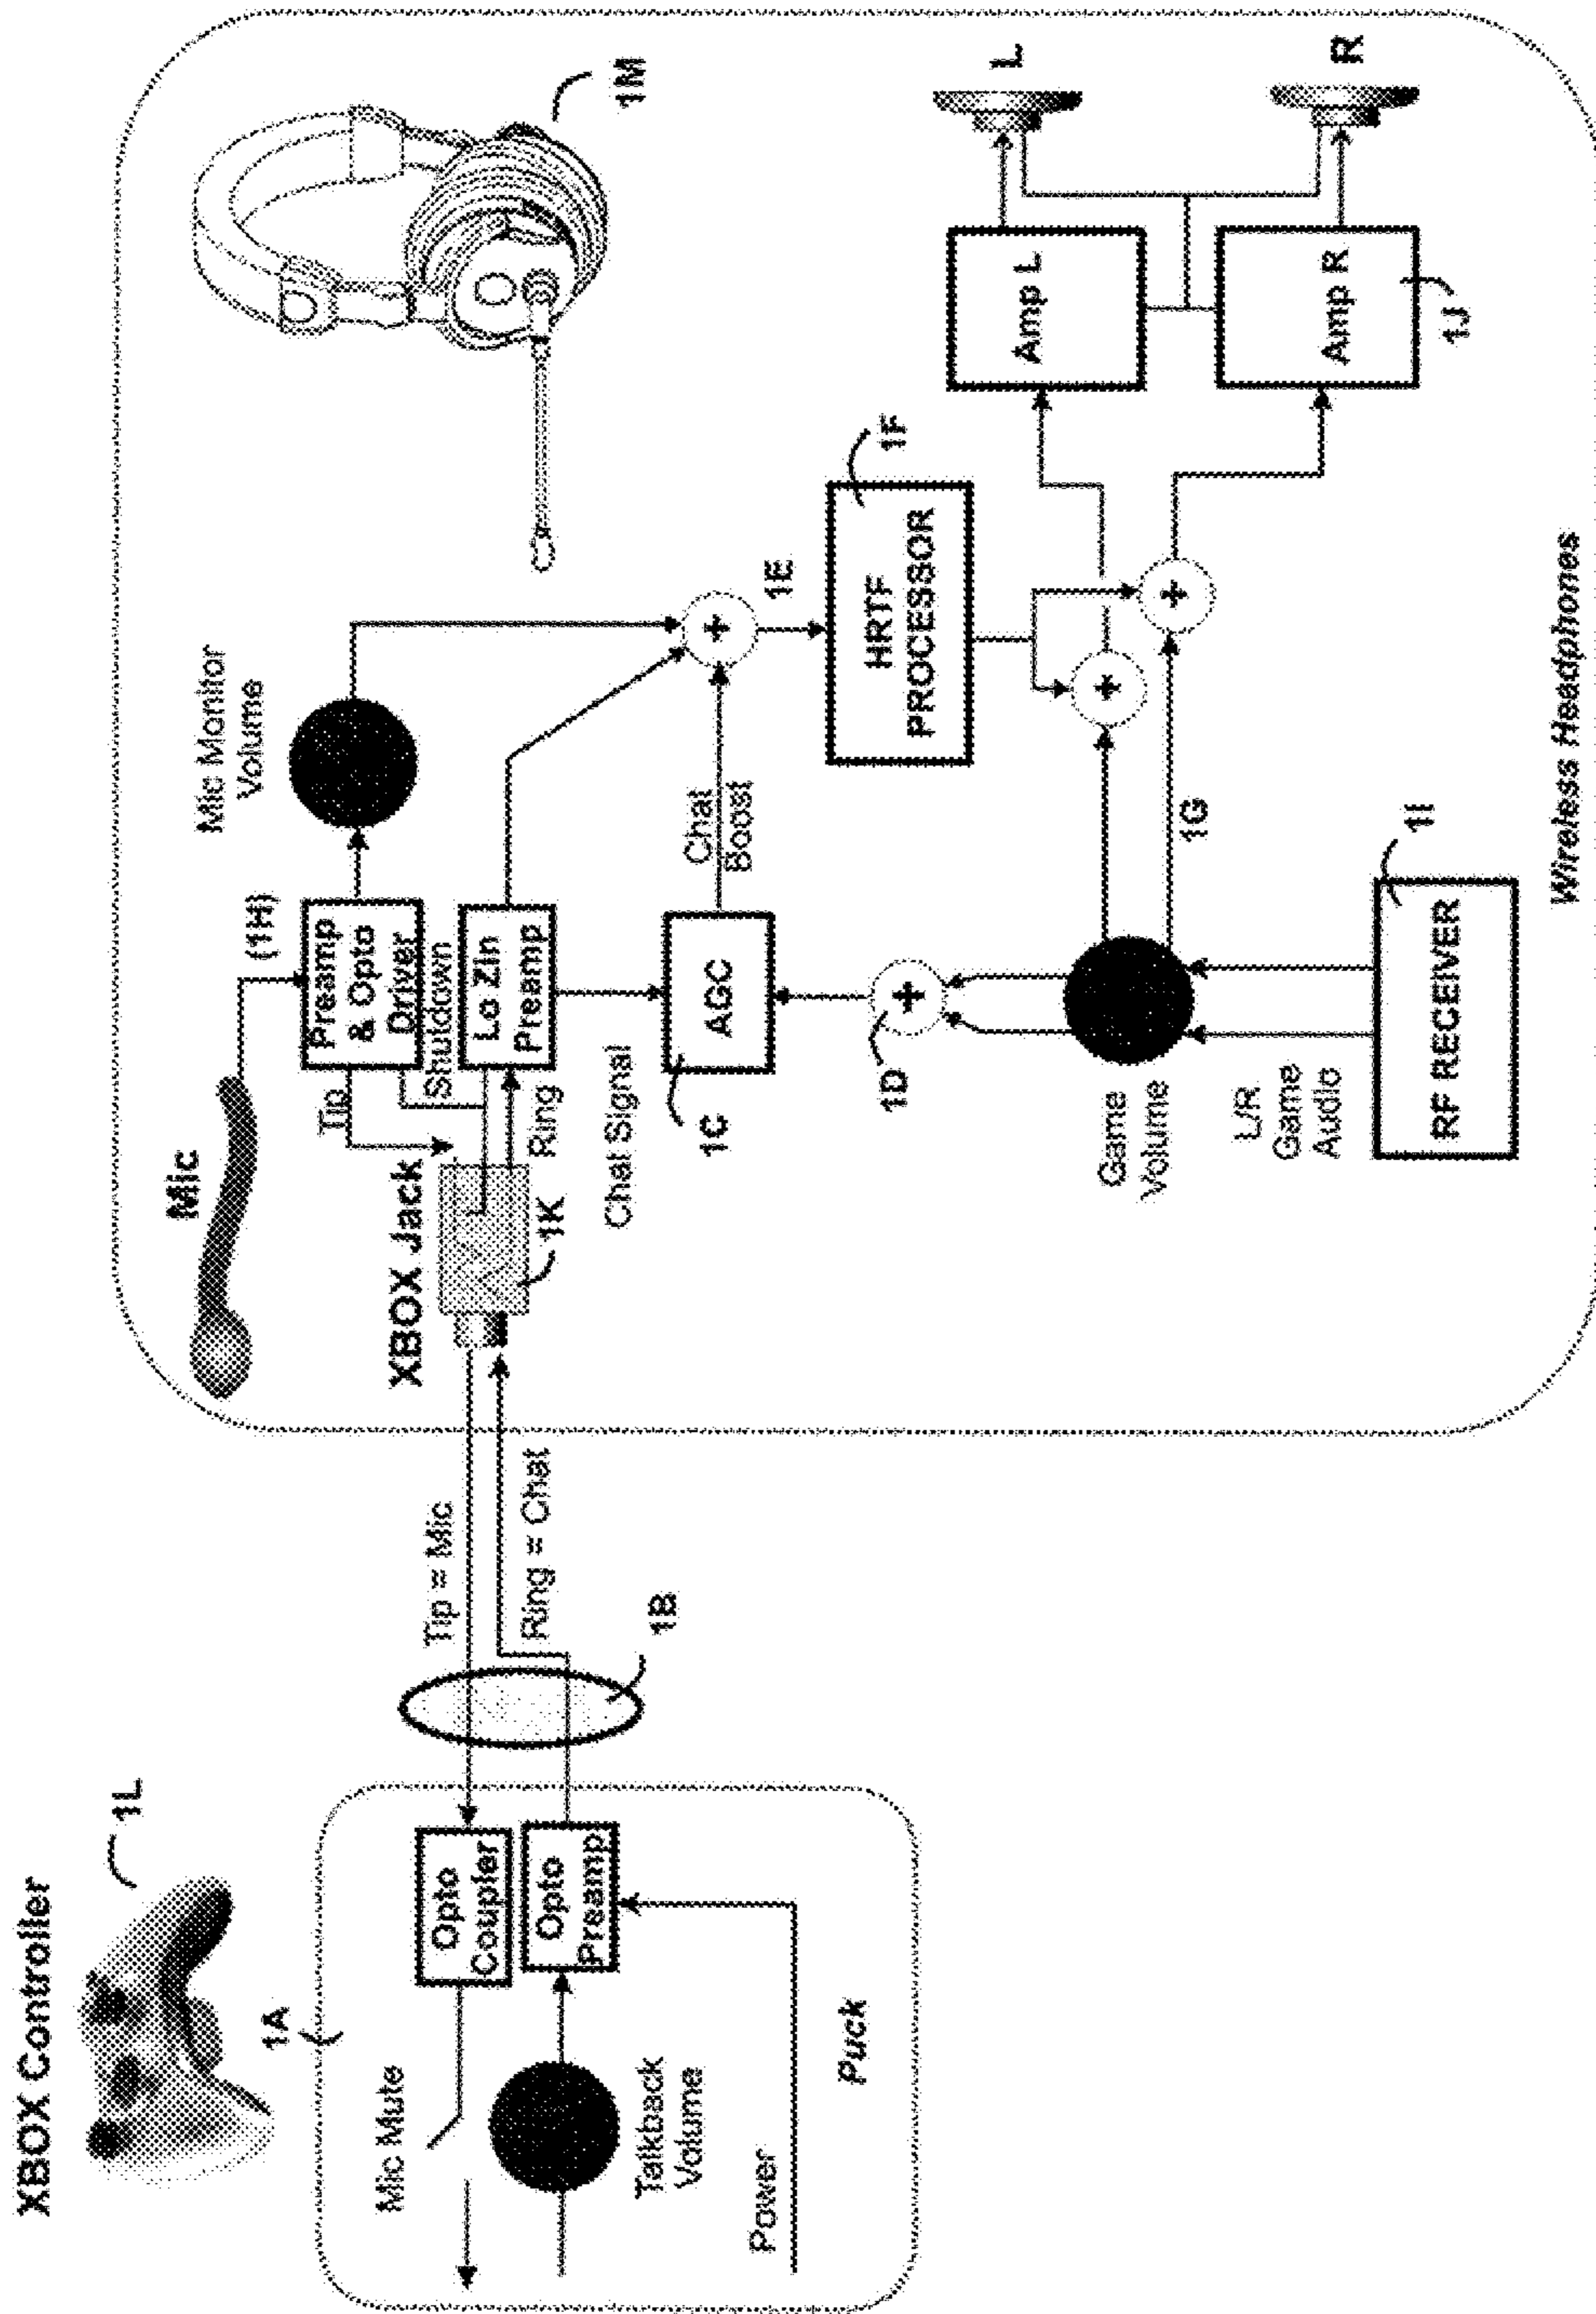 XBOX Controller
1L
1A
Mic Mute
Opto
Coupler
Talkback
Volume
Opto
Preamp
Power
Puck
Tip = Mic
Ring = Chat
1B
Mic
XBOX Jack
1K
Tip
Ring
(1H)
Preamp
& Opto
Driver
Shutdown
Lo Zin
Preamp
Mic Monitor
Volume
Chat Signal
1C
AGC
Chat
Boost
+
1E
1D
+
Game
Volume
L/R
Game
Audio
RF RECEIVER
1I
1G
HRTF
PROCESSOR
1F
+
+
Amp L
Amp R
1J
L
R
1M
Wireless Headphones